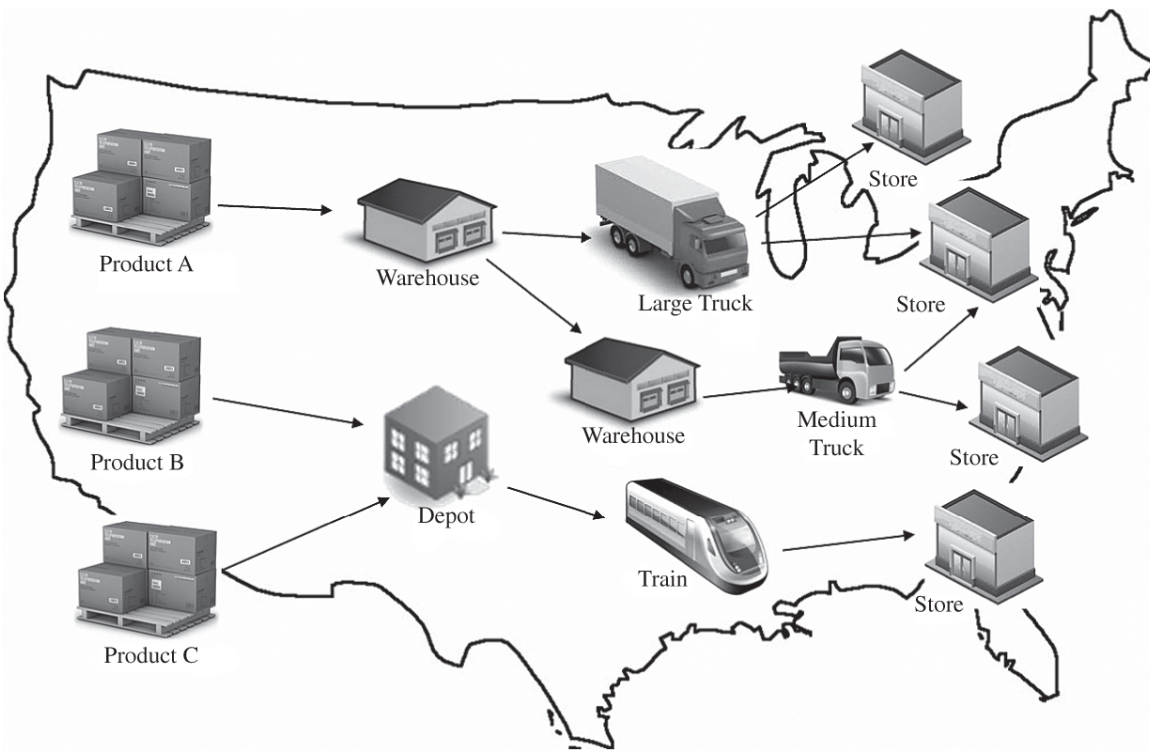 Store
Product A
Warehouse
Large Truck
Store
Product B
Warehouse
Medium
Truck
Store
Depot
Train
Store
Product C